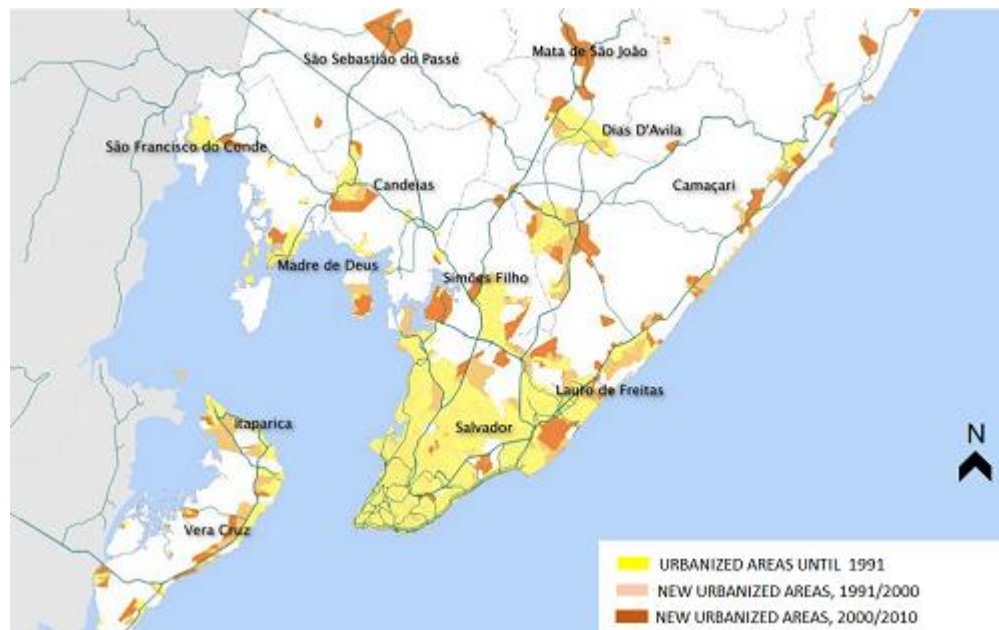 São Sebastião do Passé
Mata de São João
São Francisco do Conde
Dias D'Avila
Candeias
Camaçari
Madre de Deus
Simões Filho
Lauro de Freitas
Itaparica
Salvador
N
Vera Cruz
URBANIZED AREAS UNTIL 1991
NEW URBANIZED AREAS, 1991/2000
NEW URBANIZED AREAS, 2000/2010